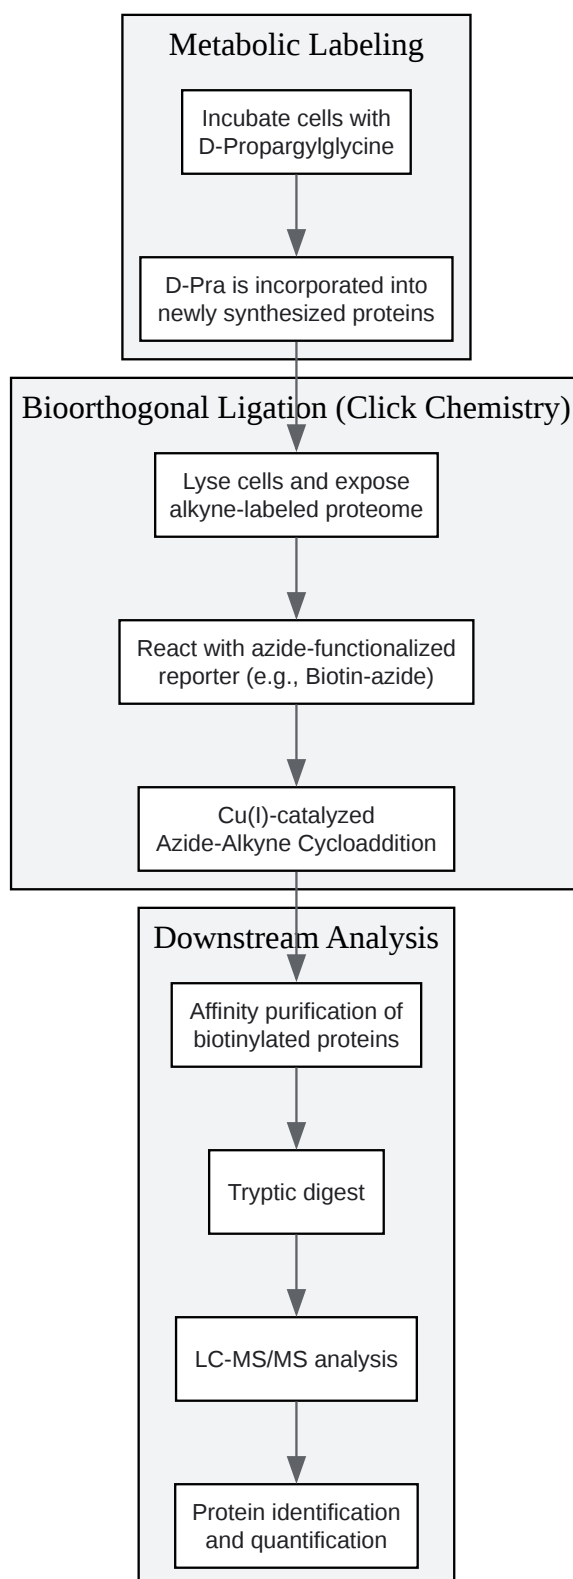 Metabolic Labeling
Incubate cells with
D-Propargylglycine
D-Pra is incorporated into
newly synthesized proteins
Bioorthogonal Ligation (Click Chemistry)
Lyse cells and expose
alkyne-labeled proteome
React with azide-functionalized
reporter (e.g., Biotin-azide)
Cu(I)-catalyzed
Azide-Alkyne Cycloaddition
Downstream Analysis
Affinity purification of
biotinylated proteins
Tryptic digest
LC-MS/MS analysis
Protein identification
and quantification